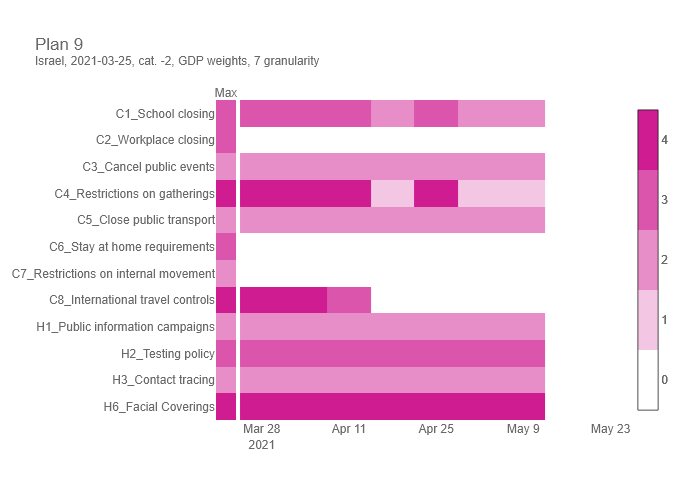 Plan 9
Israel, 2021-03-25, cat. -2, GDP weights, 7 granularity
Max
C1_School closing
C2_Workplace closing
C3_Cancel public events
C4_Restrictions on gatherings
C5_Close public transport
C6_Stay at home requirements
C7_Restrictions on internal movement
C8_International travel controls
H1_Public information campaigns
H2_Testing policy
H3_Contact tracing
H6_Facial Coverings
Mar 28 Apr 11 Apr 25 May 9 May 23
2021
4
3
2
1
0